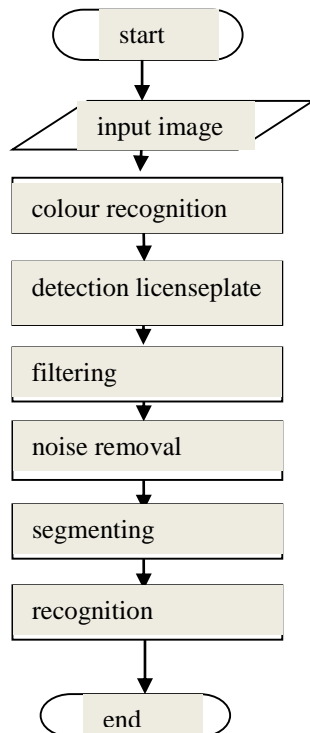 start
input image
colour recognition
detection licenseplate
filtering
noise removal
segmenting
recognition
end